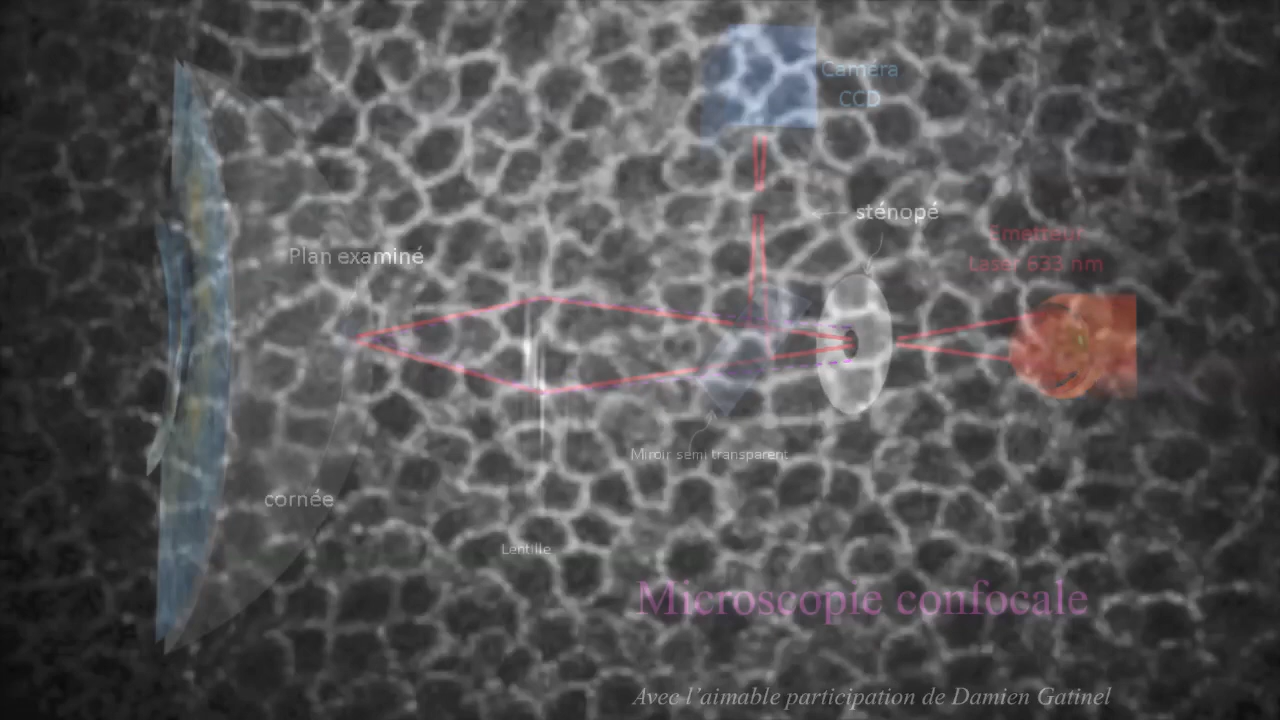 Caméra
CCD
sténopé
Emetteur
Laser 633 nm
Plan examiné
Miroir semi transparent
cornée
Lentille
Microscopie confocale
Avec l’aimable participation de Damien Gatinel